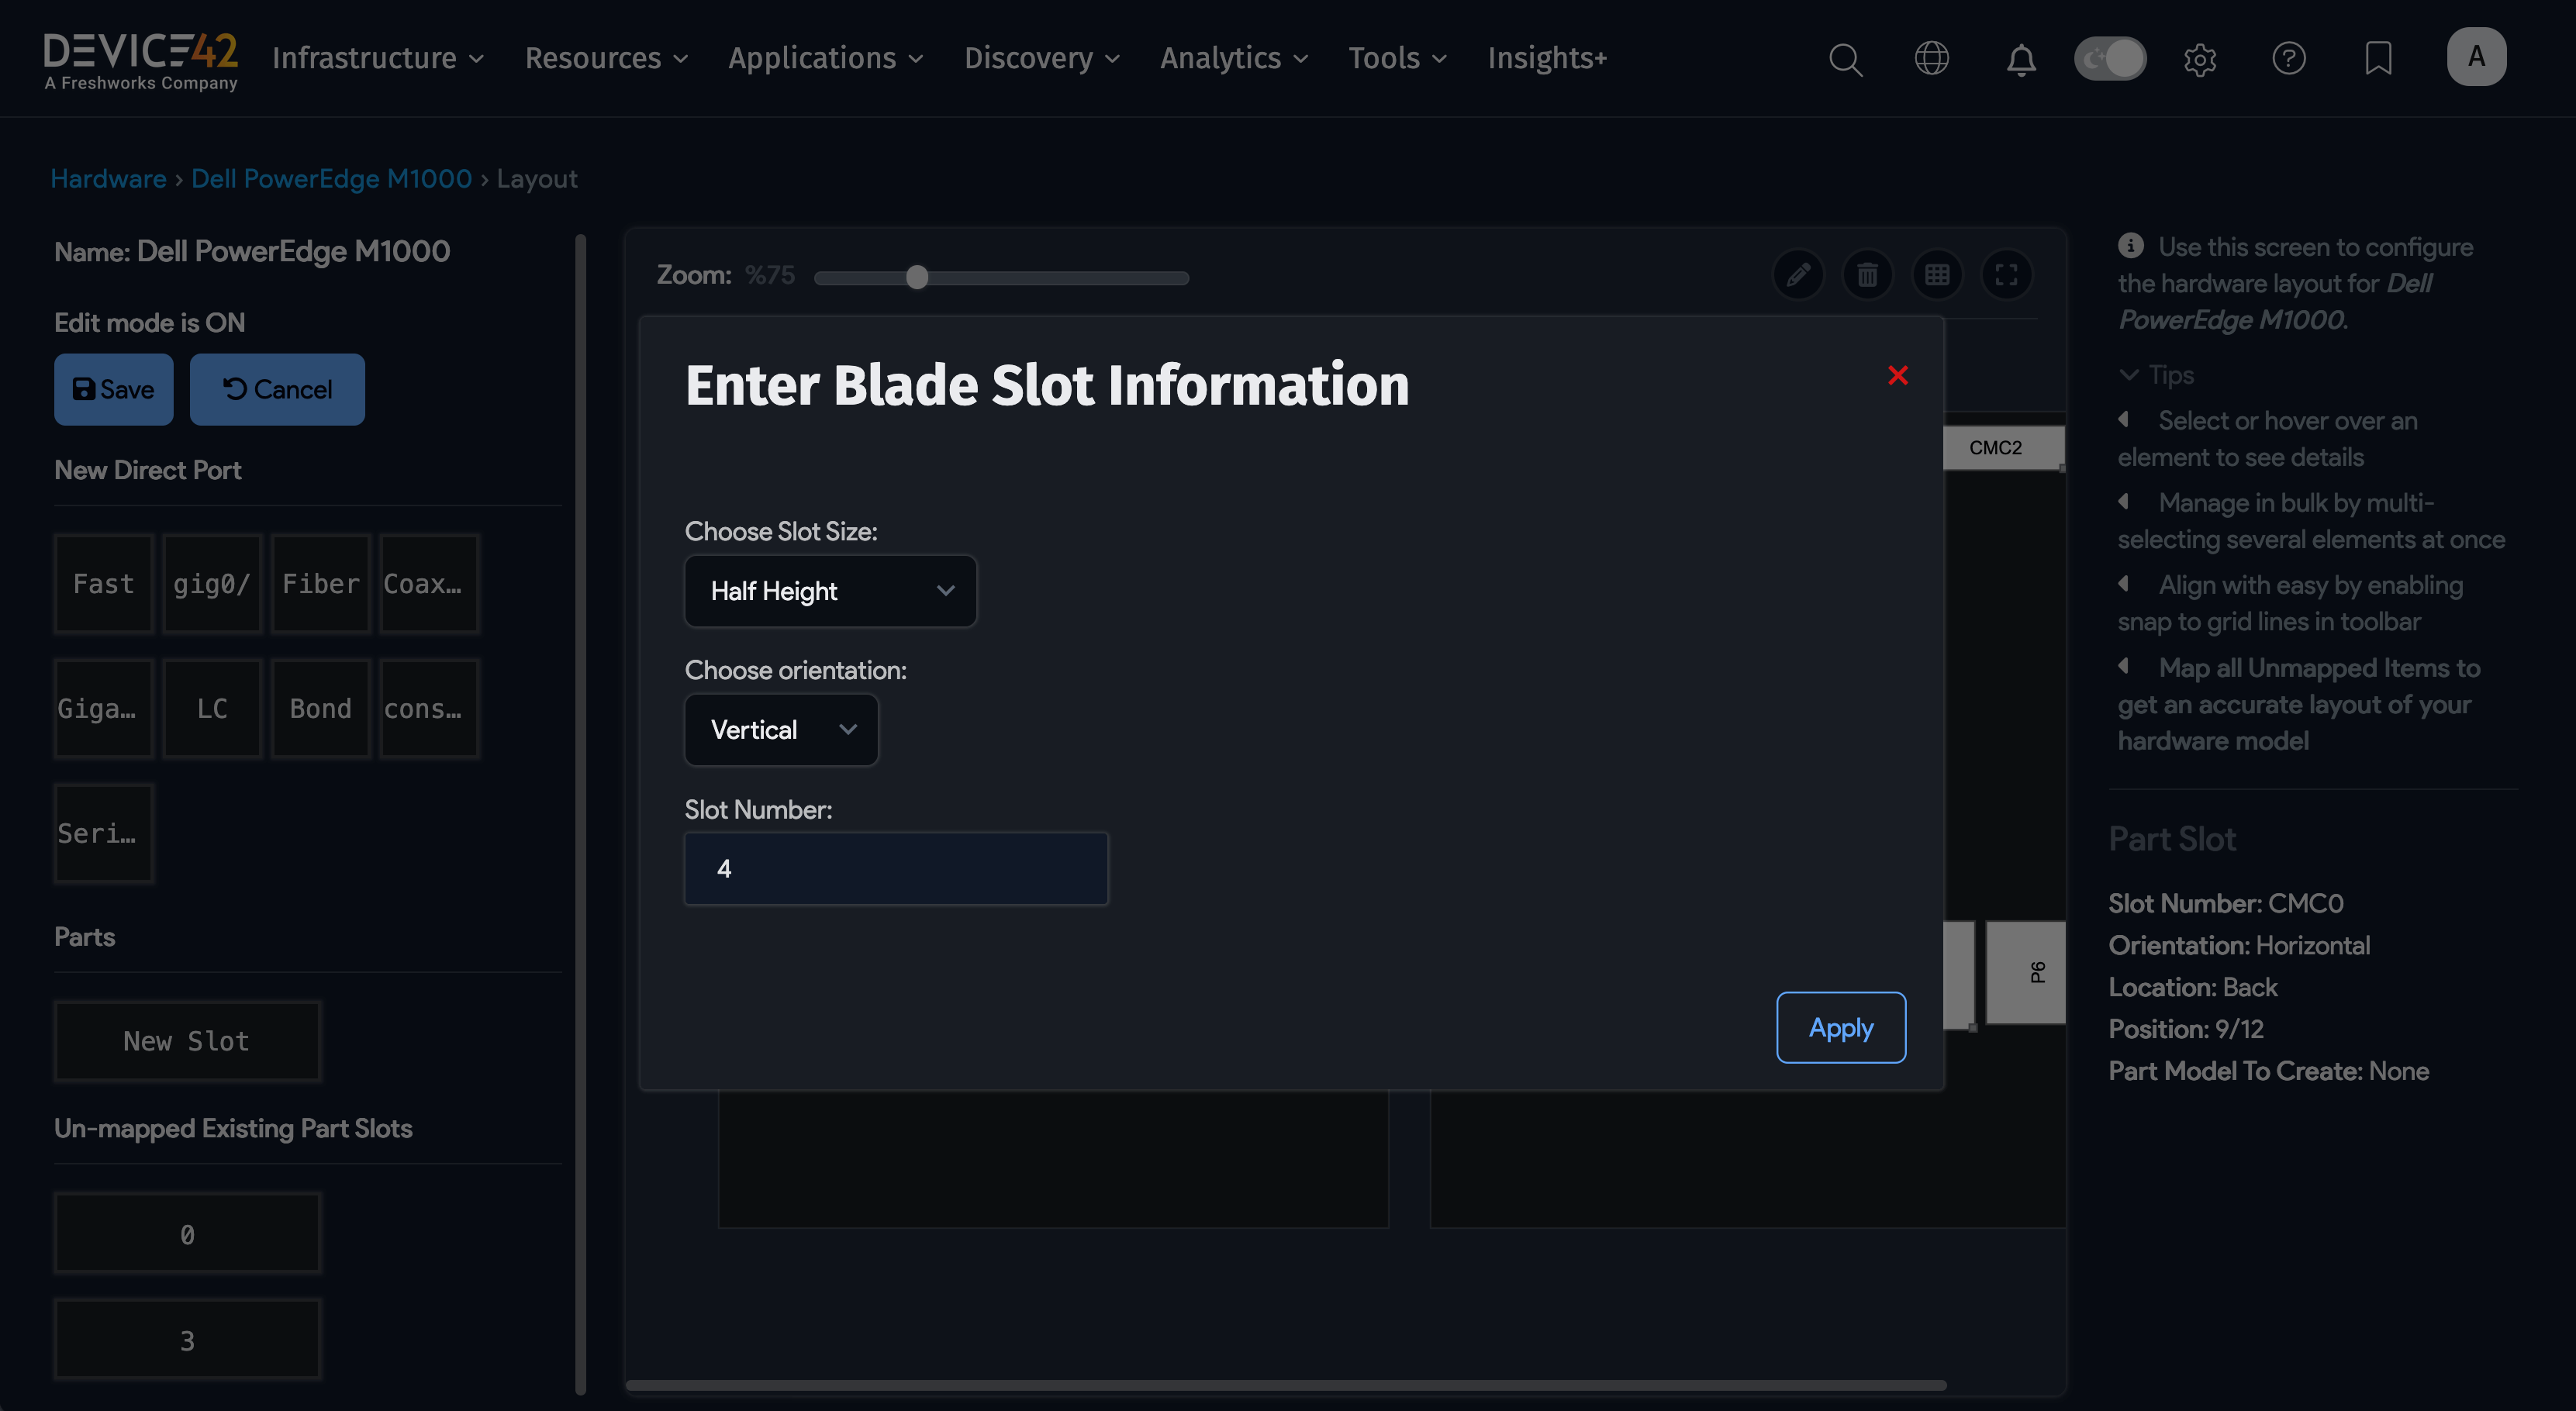 DEVICE42
A Freshworks Company
Infrastructure Resources Applications Discovery Analytics Tools Insights+
A
Hardware › Dell PowerEdge M1000 › Layout
Name: Dell PowerEdge M1000
Edit mode is ON
Save Cancel
New Direct Port
Fast gig0/ Fiber Coax…
Giga… LC Bond cons…
Seri…
Parts
New Slot
Un-mapped Existing Part Slots
0
3
Zoom: %75
CMC2
P6
Enter Blade Slot Information
Choose Slot Size:
Half Height
Choose orientation:
Vertical
Slot Number:
4
Apply
Use this screen to configure
the hardware layout for Dell
PowerEdge M1000.
Tips
Select or hover over an
element to see details
Manage in bulk by multi-
selecting several elements at once
Align with easy by enabling
snap to grid lines in toolbar
Map all Unmapped Items to
get an accurate layout of your
hardware model
Part Slot
Slot Number: CMC0
Orientation: Horizontal
Location: Back
Position: 9/12
Part Model To Create: None